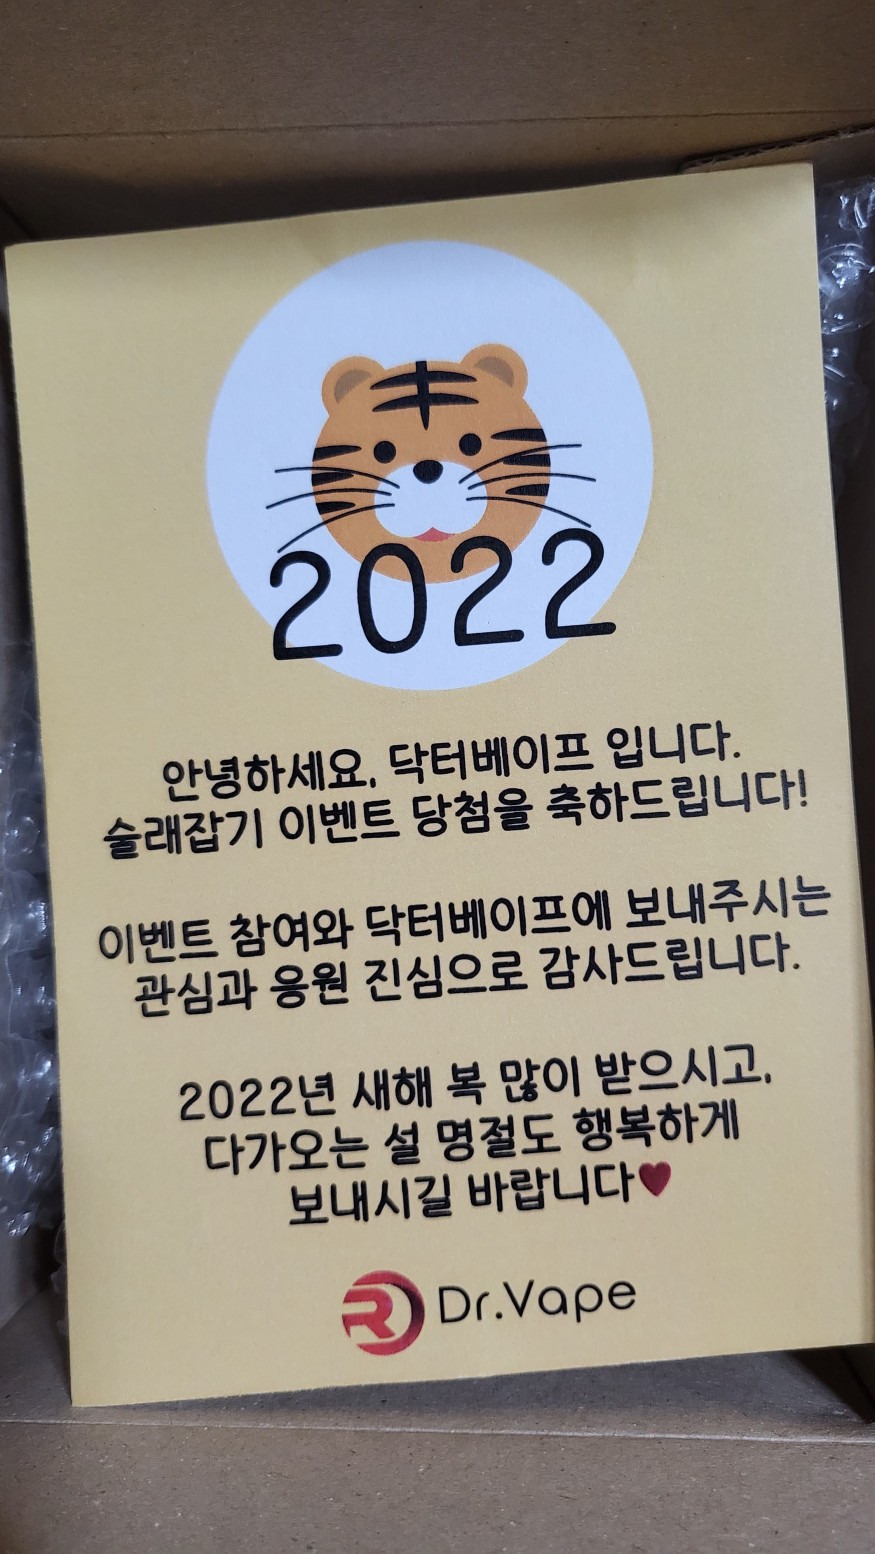 2022
안녕하세요, 닥터베이프 입니다.
술래잡기 이벤트 당첨을 축하드립니다!
이벤트 참여와 닥터베이프에 보내주시는
관심과 응원 진심으로 감사드립니다.
2022년 새해 복 많이 받으시고,
다가오는 설 명절도 행복하게
보내시길 바랍니다♥
Dr.Vape